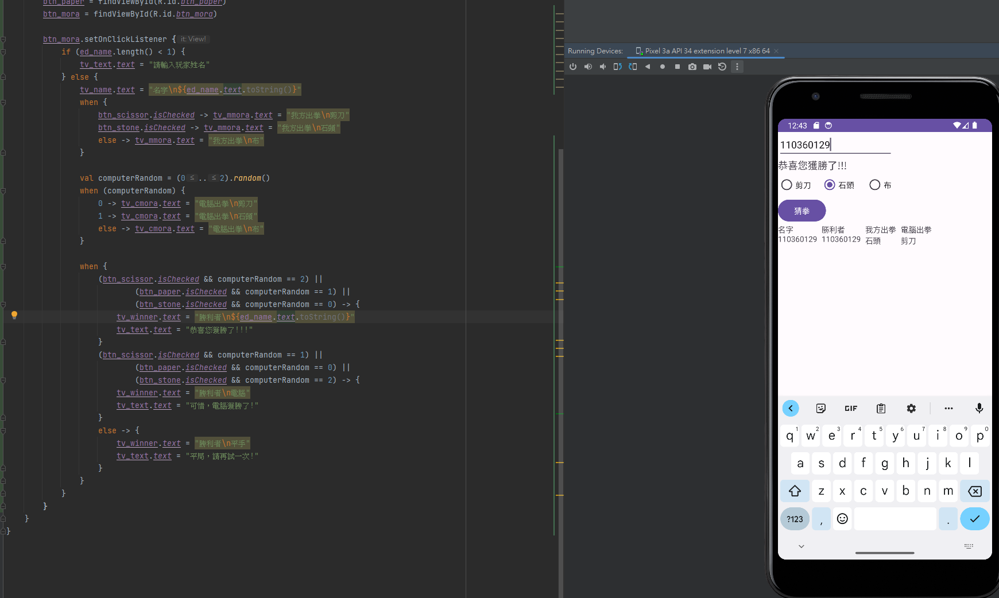 btn_paper = findViewById(R.id.btn_paper)
btn_mora = findViewById(R.id.btn_mora)
btn_mora.setOnClickListener { it: View!
if (ed_name.length() < 1) {
tv_text.text = "請輸入玩家姓名"
} else {
tv_name.text = "名字\n${ed_name.text.toString()}"
when {
btn_scissor.isChecked -> tv_mmora.text = "我方出拳\n剪刀"
btn_stone.isChecked -> tv_mmora.text = "我方出拳\n石頭"
else -> tv_mmora.text = "我方出拳\n布"
}
val computerRandom = (0 ≤ .. ≤ 2).random()
when (computerRandom) {
0 -> tv_cmora.text = "電腦出拳\n剪刀"
1 -> tv_cmora.text = "電腦出拳\n石頭"
else -> tv_cmora.text = "電腦出拳\n布"
}
when {
(btn_scissor.isChecked && computerRandom == 2) ||
(btn_paper.isChecked && computerRandom == 1) ||
(btn_stone.isChecked && computerRandom == 0) -> {
tv_winner.text = "勝利者\n${ed_name.text.toString()}"
tv_text.text = "恭喜您獲勝了!!!"
}
(btn_scissor.isChecked && computerRandom == 1) ||
(btn_paper.isChecked && computerRandom == 0) ||
(btn_stone.isChecked && computerRandom == 2) -> {
tv_winner.text = "勝利者\n電腦"
tv_text.text = "可惜，電腦獲勝了!"
}
else -> {
tv_winner.text = "勝利者\n平手"
tv_text.text = "平局，請再試一次!"
}
}
}
}
}
}
Running Devices: Pixel 3a API 34 extension level 7 x86 64 ×
12:43
110360129
恭喜您獲勝了!!!
剪刀 石頭 布
猜拳
名字 勝利者 我方出拳 電腦出拳
110360129 110360129 石頭 剪刀
GIF
q1 w2 e3 r4 t5 y6 u7 i8 o9 p0
a s d f g h j k l
z x c v b n m
?123 , .